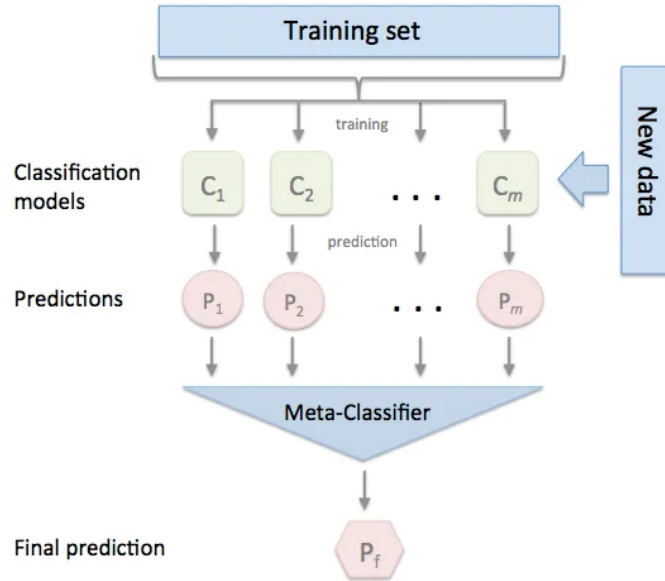 Training set
training
New data
Classification
models
C1 C2 . . . Cm
prediction
Predictions
P1 P2 . . . Pm
Meta-Classifier
Final prediction
Pf